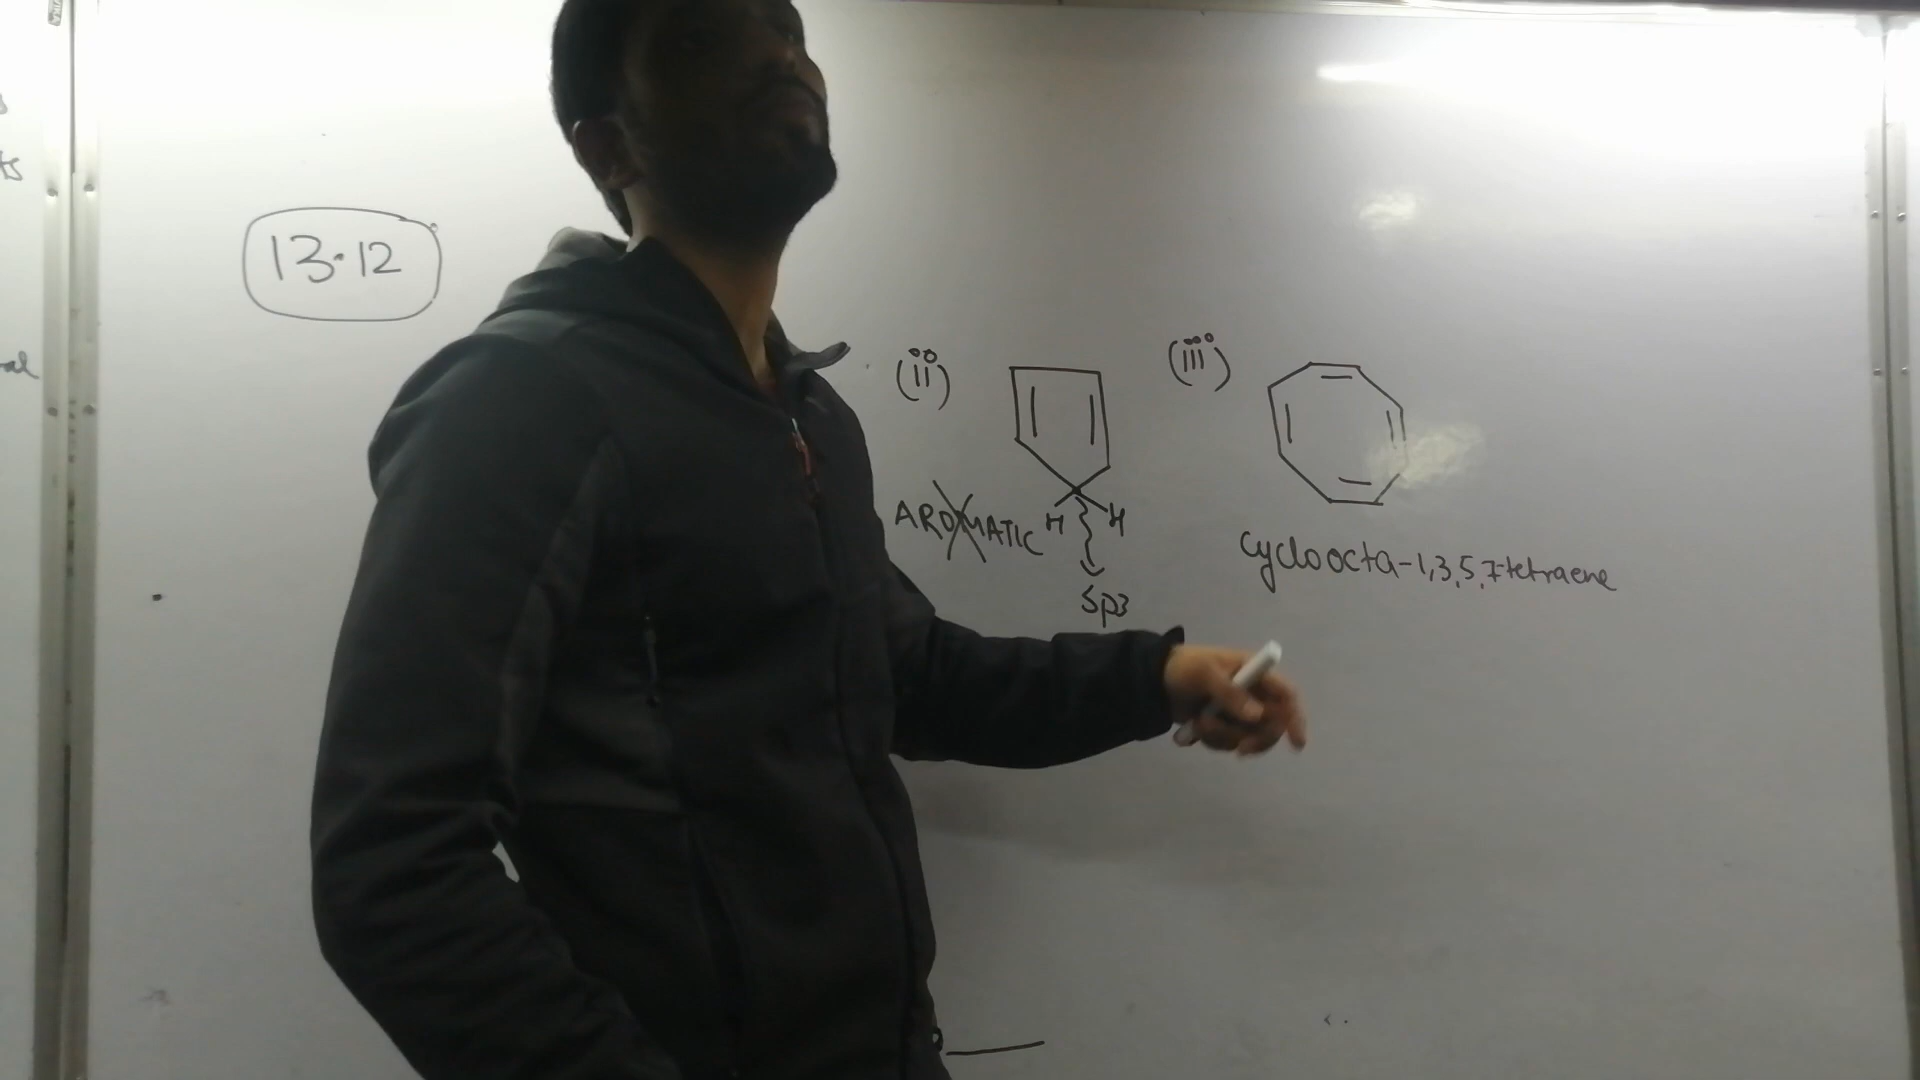 13.12
(ii)
(iii)
AROMATIC
H
H
sp3
cycloocta-1,3,5,7-tetraene